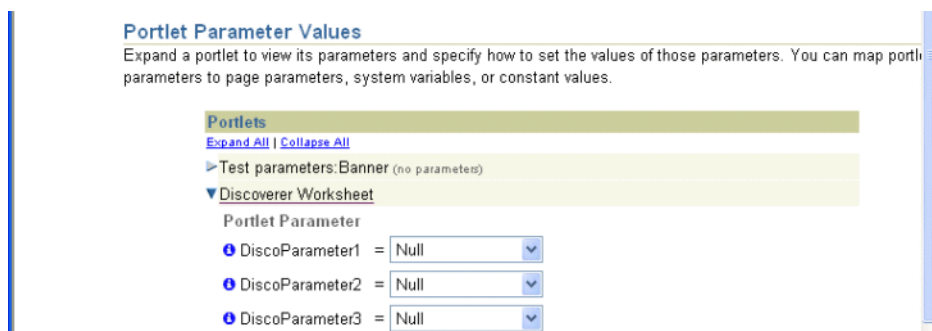 Portlet Parameter Values
Expand a portlet to view its parameters and specify how to set the values of those parameters. You can map
parameters to page parameters, system variables, or constant values.
Portlets
Expand All | Collapse All
Test parameters:Banner (no parameters)
Discoverer Worksheet
Portlet Parameter
DiscoParameter1 = Null
DiscoParameter2 = Null
DiscoParameter3 = Null